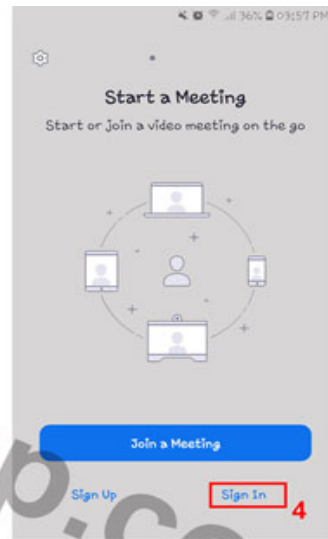 36% 03:57 PM
Start a Meeting
Start or join a video meeting on the go
Join a Meeting
Sign Up
Sign In
4
p.co